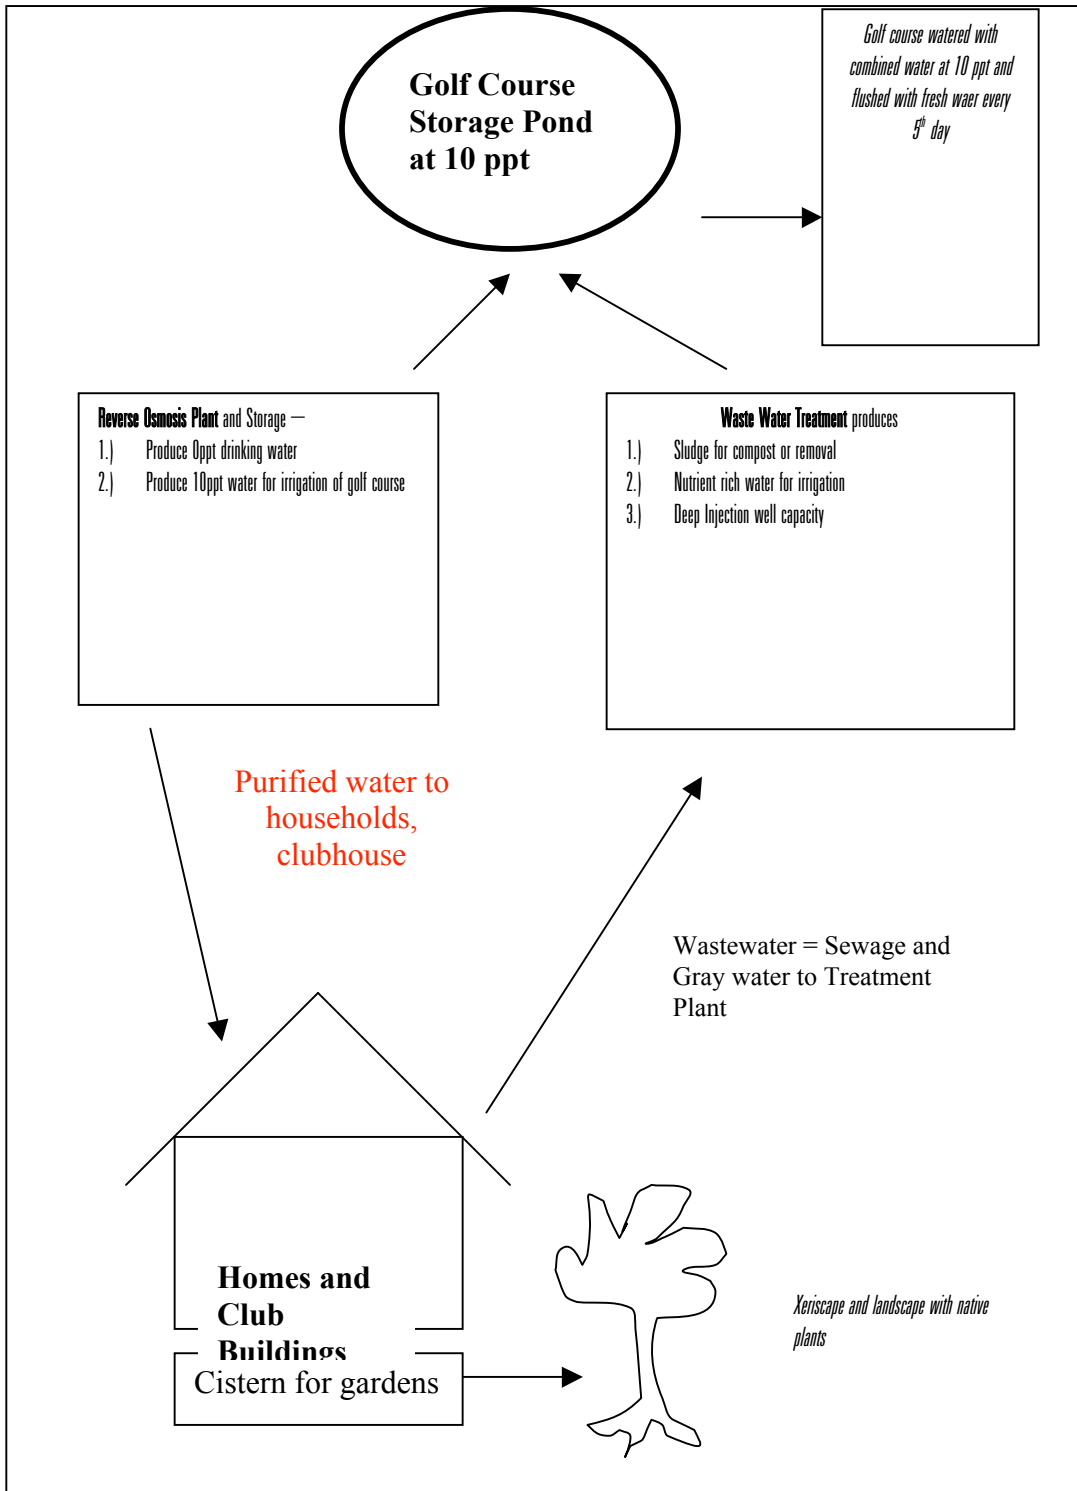 Golf Course
Storage Pond
at 10 ppt
Golf course watered with
combined water at 10 ppt and
flushed with fresh waer every
5th day
Reverse Osmosis Plant and Storage —
1.) Produce 0ppt drinking water
2.) Produce 10ppt water for irrigation of golf course
Waste Water Treatment produces
1.) Sludge for compost or removal
2.) Nutrient rich water for irrigation
3.) Deep Injection well capacity
Purified water to
households,
clubhouse
Wastewater = Sewage and
Gray water to Treatment
Plant
Homes and
Club
Buildings
Cistern for gardens
Xeriscape and landscape with native
plants